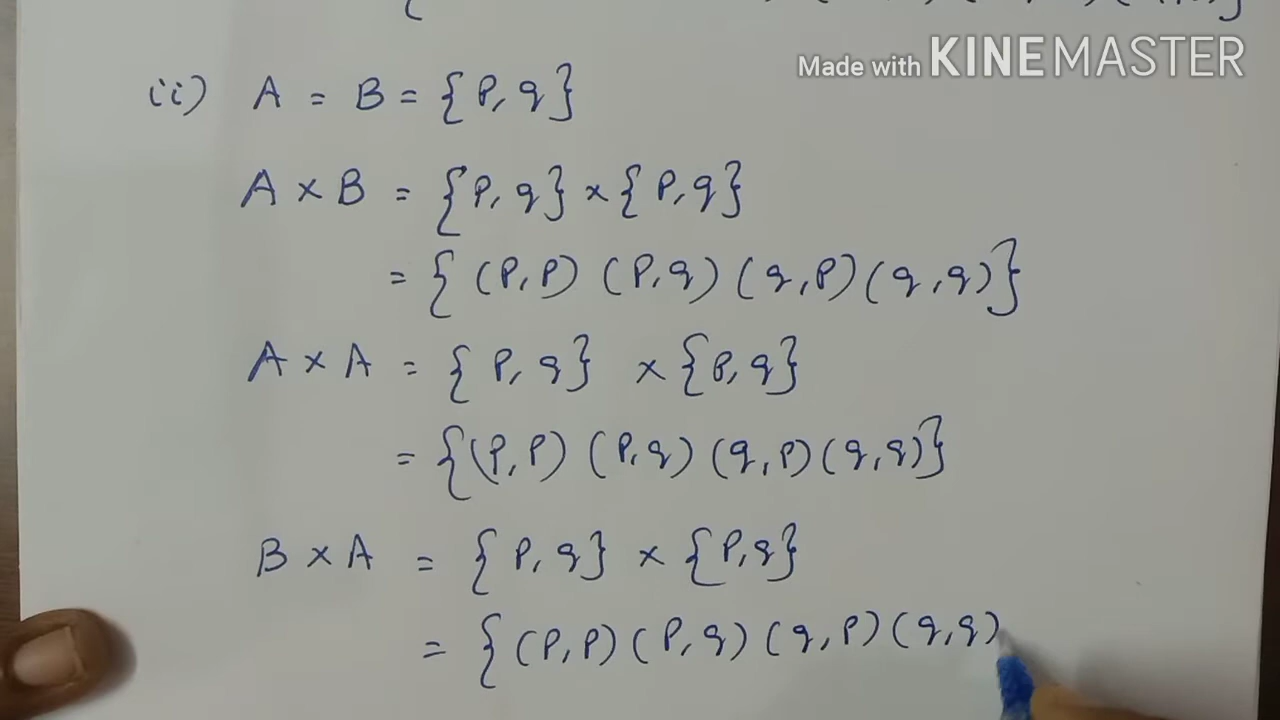 Made with KINEMASTER
ii) A = B = {P, q}
A × B = {P, q} × {P, q}
= { (P, P) (P, q) (q, P) (q, q)}
A × A = { P, q} × {P, q}
= {(P, P) (P, q) (q, P) (q, q)}
B × A = { P, q} × {P, q}
= { (P, P) (P, q) (q, P) (q, q)